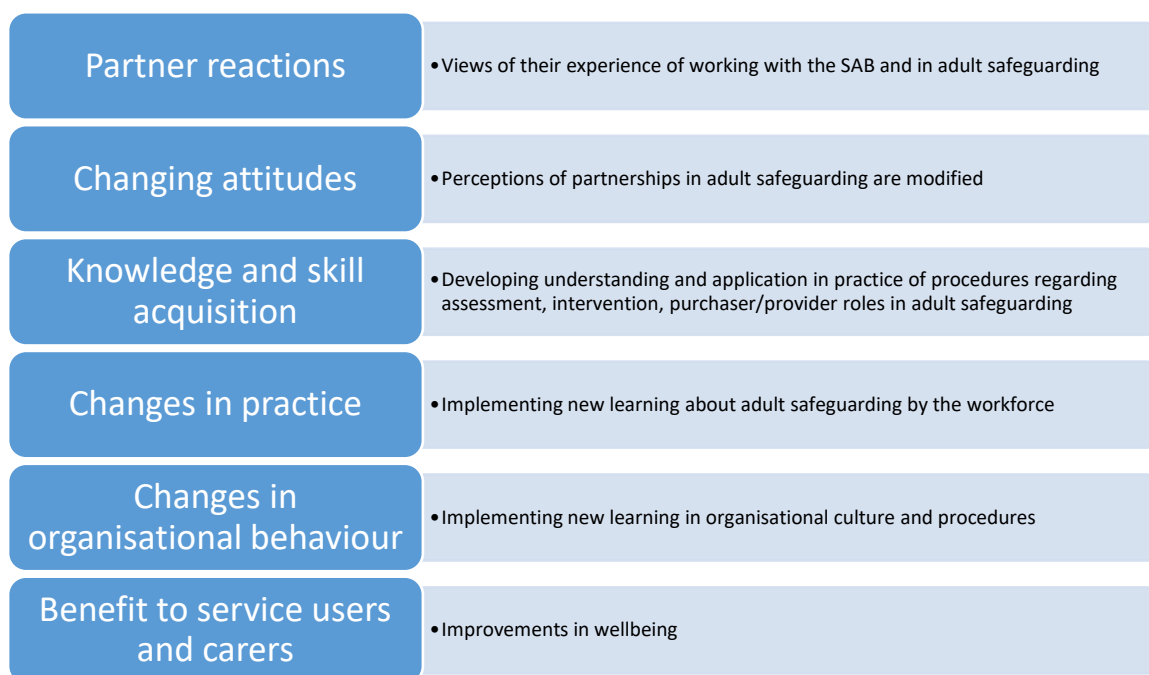 Partner reactions
•Views of their experience of working with the SAB and in adult safeguarding
Changing attitudes
•Perceptions of partnerships in adult safeguarding are modified
Knowledge and skill
acquisition
•Developing understanding and application in practice of procedures regarding
assessment, intervention, purchaser/provider roles in adult safeguarding
Changes in practice
•Implementing new learning about adult safeguarding by the workforce
Changes in
organisational behaviour
•Implementing new learning in organisational culture and procedures
Benefit to service users
and carers
•Improvements in wellbeing